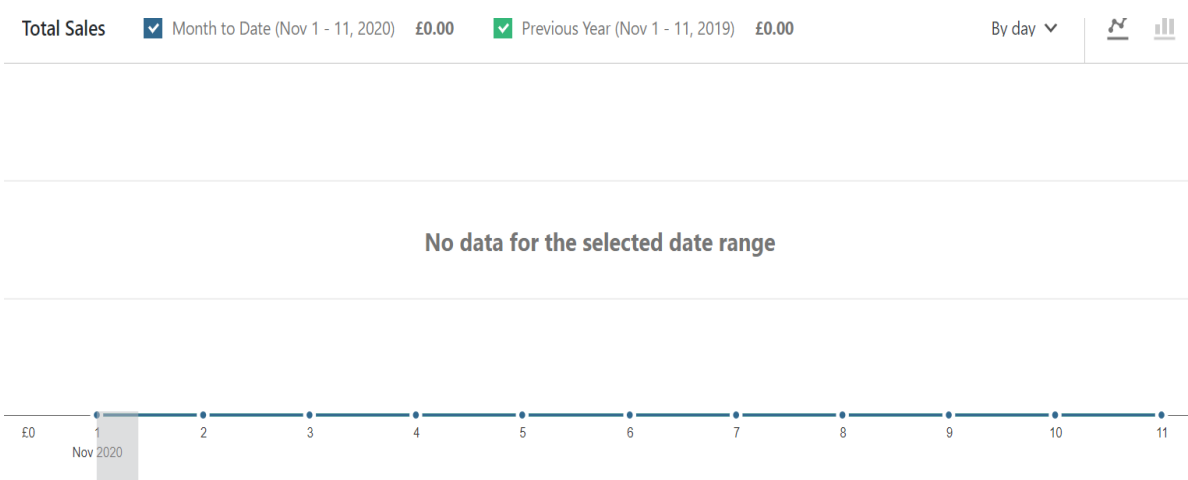 Total Sales Month to Date (Nov 1 - 11, 2020) £0.00 Previous Year (Nov 1 - 11, 2019) £0.00 By day
No data for the selected date range
£0 1 2 3 4 5 6 7 8 9 10 11
Nov 2020